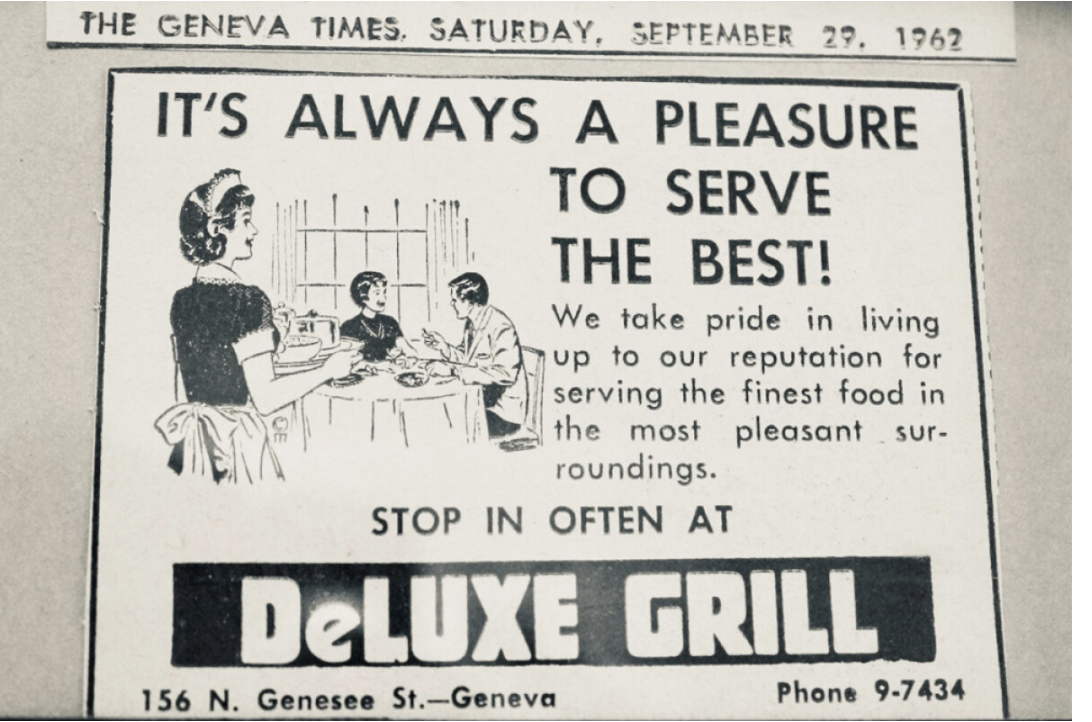 THE GENEVA TIMES, SATURDAY, SEPTEMBER 29, 1962
IT'S ALWAYS A PLEASURE
TO SERVE
THE BEST!
We take pride in living
up to our reputation for
serving the finest food in
the most pleasant sur-
roundings.
STOP IN OFTEN AT
DeLUXE GRILL
156 N. Genesee St.—Geneva
Phone 9-7434